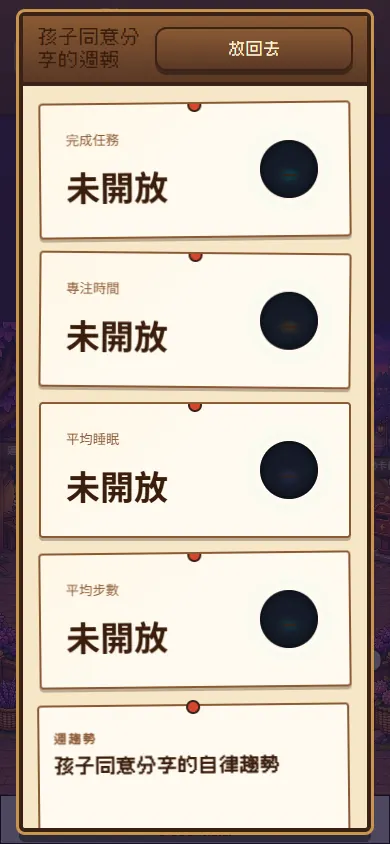 孩子同意分
享的週報
放回去
完成任務
未開放
專注時間
未開放
平均睡眠
未開放
平均步數
未開放
週趨勢
孩子同意分享的自律趨勢